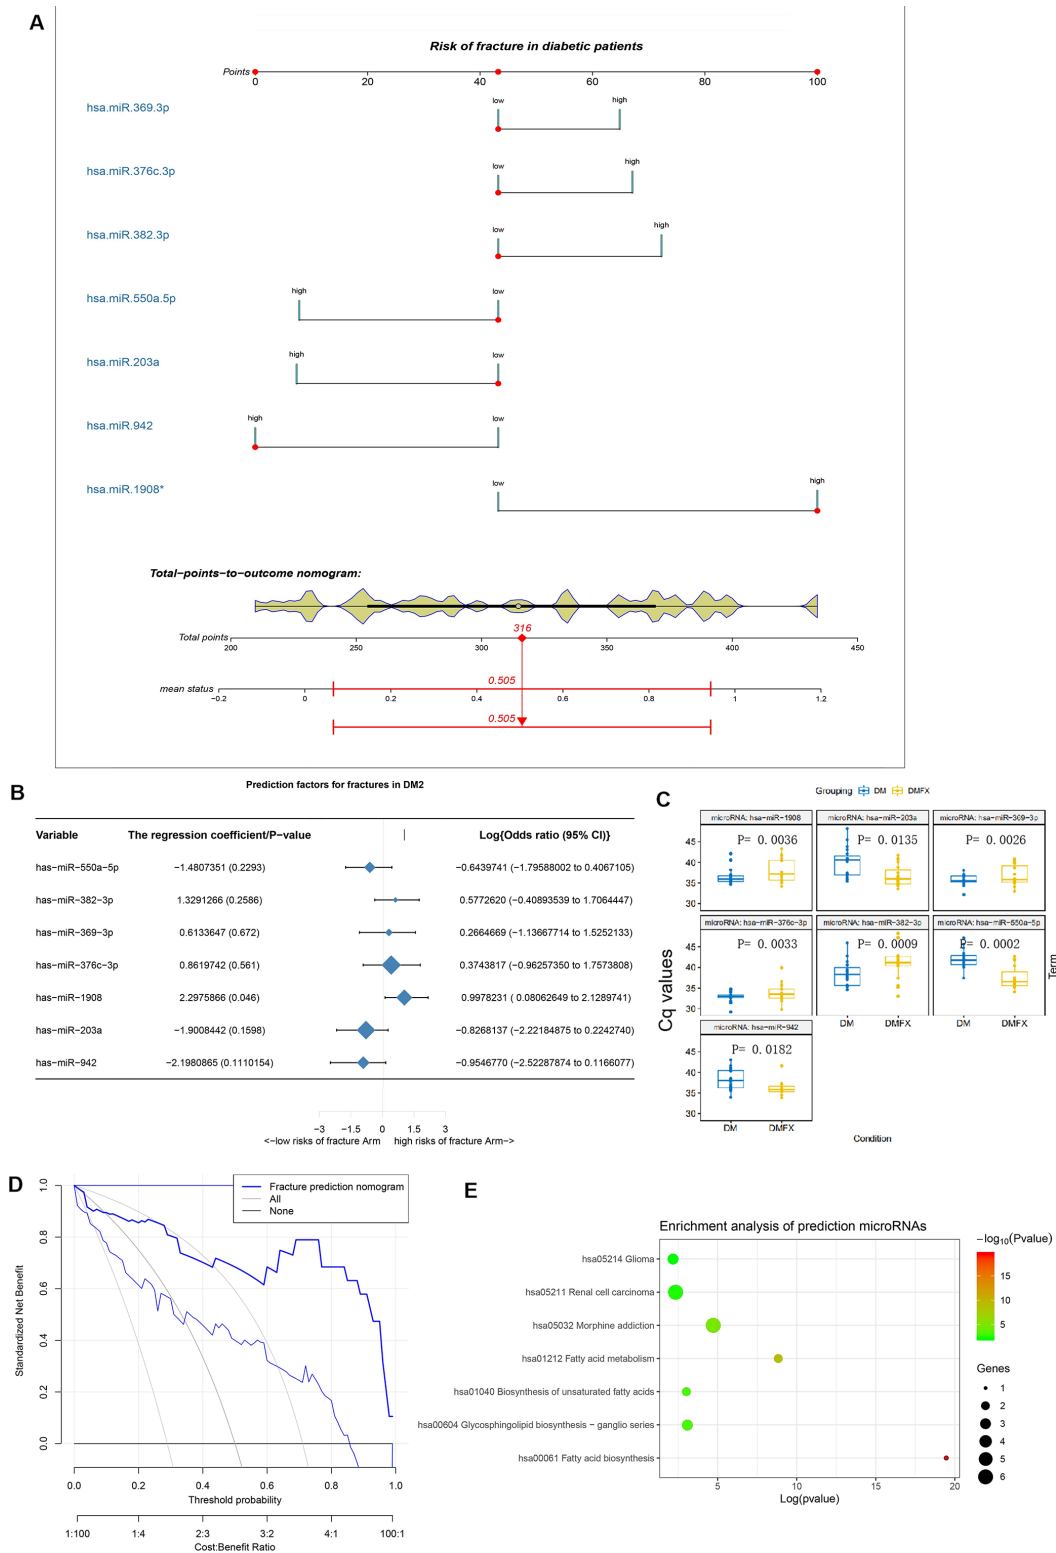 A
Risk of fracture in diabetic patients
Points
0 20 40 60 80 100
hsa.miR.369.3p
low high
hsa.miR.376c.3p
low high
hsa.miR.382.3p
low high
hsa.miR.550a.5p
high low
hsa.miR.203a
high low
hsa.miR.942
high low
hsa.miR.1908*
low high
Total−points−to−outcome nomogram:
316
Total points
200 250 300 350 400 450
0.505
mean status
−0.2 0 0.2 0.4 0.6 0.8 1 1.2
0.505
B
Prediction factors for fractures in DM2
Variable The regression coefficient/P−value Log{Odds ratio (95% CI)}
has−miR−550a−5p −1.4807351 (0.2293) −0.6439741 (−1.79588002 to 0.4067105)
has−miR−382−3p 1.3291266 (0.2586) 0.5772620 (−0.40893539 to 1.7064447)
has−miR−369−3p 0.6133647 (0.672) 0.2664669 (−1.13667714 to 1.5252133)
has−miR−376c−3p 0.8619742 (0.561) 0.3743817 (−0.96257350 to 1.7573808)
has−miR−1908 2.2975866 (0.046) 0.9978231 ( 0.08062649 to 2.1289741)
has−miR−203a −1.9008442 (0.1598) −0.8268137 (−2.22184875 to 0.2242740)
has−miR−942 −2.1980865 (0.1110154) −0.9546770 (−2.52287874 to 0.1166077)
−3 −1.5 0 1.5 3
<−low risks of fracture Arm high risks of fracture Arm−>
C
Grouping DM DMFX
microRNA: hsa−miR−1908 microRNA: hsa−miR−203a microRNA: hsa−miR−369−3p
P= 0.0036 P= 0.0135 P= 0.0026
45
40
35
30
microRNA: hsa−miR−376c−3p microRNA: hsa−miR−382−3p microRNA: hsa−miR−550a−5p
P= 0.0033 P= 0.0009 P= 0.0002
45
40
35
30
DM DMFX DM DMFX
microRNA: hsa−miR−942
P= 0.0182
45
40
35
30
DM DMFX
Cq values
Condition
Term
D
Fracture prediction nomogram
All
None
Standardized Net Benefit
1.0
0.8
0.6
0.4
0.2
0.0
0.0 0.2 0.4 0.6 0.8 1.0
Threshold probability
1:100 1:4 2:3 3:2 4:1 100:1
Cost:Benefit Ratio
E
Enrichment analysis of prediction microRNAs
hsa05214 Glioma
hsa05211 Renal cell carcinoma
hsa05032 Morphine addiction
hsa01212 Fatty acid metabolism
hsa01040 Biosynthesis of unsaturated fatty acids
hsa00604 Glycosphingolipid biosynthesis − ganglio series
hsa00061 Fatty acid biosynthesis
5 10 15 20
Log(pvalue)
−log10(Pvalue)
15
10
5
Genes
1
2
3
4
5
6